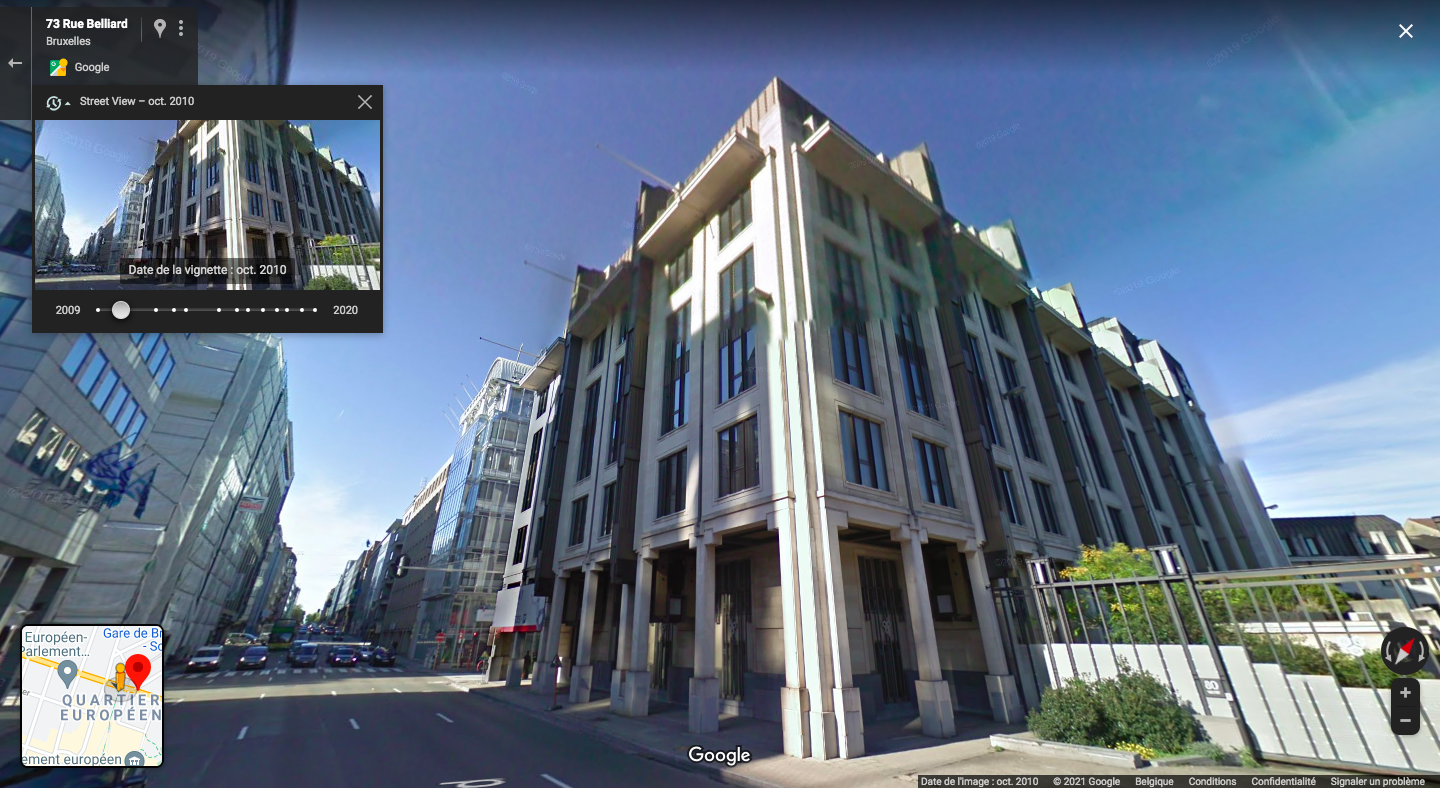 73 Rue Belliard
Bruxelles
Google
Street View – oct. 2010
Date de la vignette : oct. 2010
2009
2020
Européen-
Parlement...
Gare de Br
- Sc
QUARTIER
EUROPÉEN
ement européen
80
Google
Date de l'image : oct. 2010 © 2021 Google Belgique Conditions Confidentialité Signaler un problème